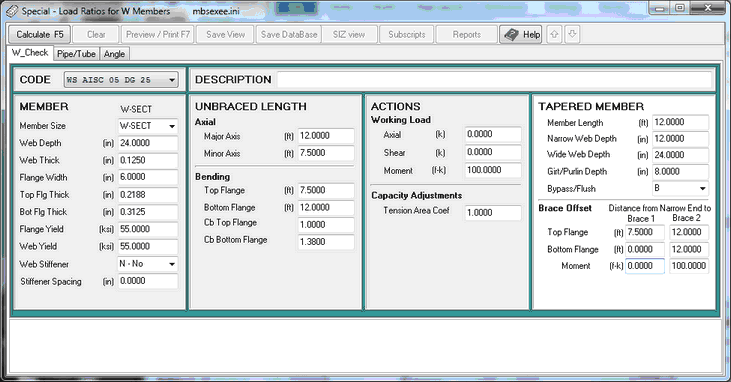 Special - Load Ratios for W Members mbsexee.ini
Calculate F5 Clear Preview / Print F7 Save View Save DataBase SIZ view Subscripts Reports Help
W_Check Pipe/Tube Angle
CODE WS AISC 05 DG 25 DESCRIPTION
MEMBER W-SECT
Member Size W-SECT
Web Depth (in) 24.0000
Web Thick (in) 0.1250
Flange Width (in) 6.0000
Top Flg Thick (in) 0.2188
Bot Flg Thick (in) 0.3125
Flange Yield (ksi) 55.0000
Web Yield (ksi) 55.0000
Web Stiffener N - No
Stiffener Spacing (in) 0.0000
UNBRACED LENGTH
Axial
Major Axis (ft) 12.0000
Minor Axis (ft) 7.5000
Bending
Top Flange (ft) 7.5000
Bottom Flange (ft) 12.0000
Cb Top Flange 1.0000
Cb Bottom Flange 1.3800
ACTIONS
Working Load
Axial (k) 0.0000
Shear (k) 0.0000
Moment (f-k) 100.0000
Capacity Adjustments
Tension Area Coef 1.0000
TAPERED MEMBER
Member Length (ft) 12.0000
Narrow Web Depth (in) 12.0000
Wide Web Depth (in) 24.0000
Girt/Purlin Depth (in) 8.0000
Bypass/Flush B
Brace Offset Distance from Narrow End to
Brace 1 Brace 2
Top Flange (ft) 7.5000 12.0000
Bottom Flange (ft) 0.0000 12.0000
Moment (f-k) 0.0000 100.0000